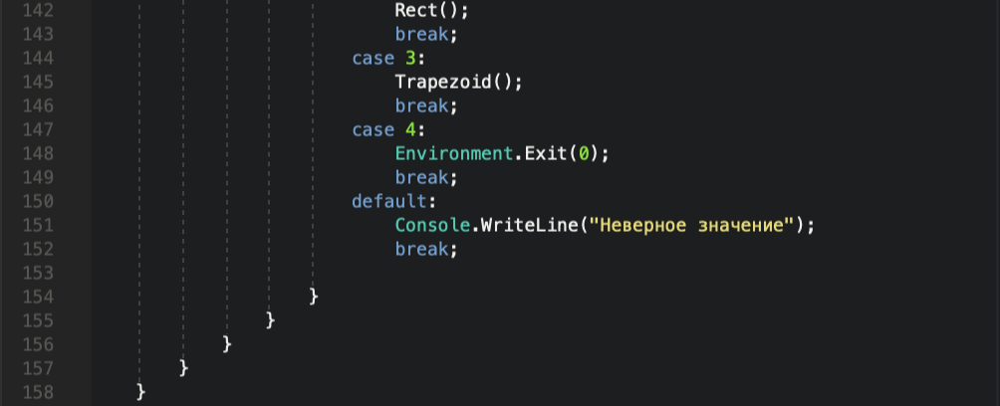 142 Rect();
143 break;
144 case 3:
145 Trapezoid();
146 break;
147 case 4:
148 Environment.Exit(0);
149 break;
150 default:
151 Console.WriteLine("Неверное значение");
152 break;
153
154 }
155 }
156 }
157 }
158 }